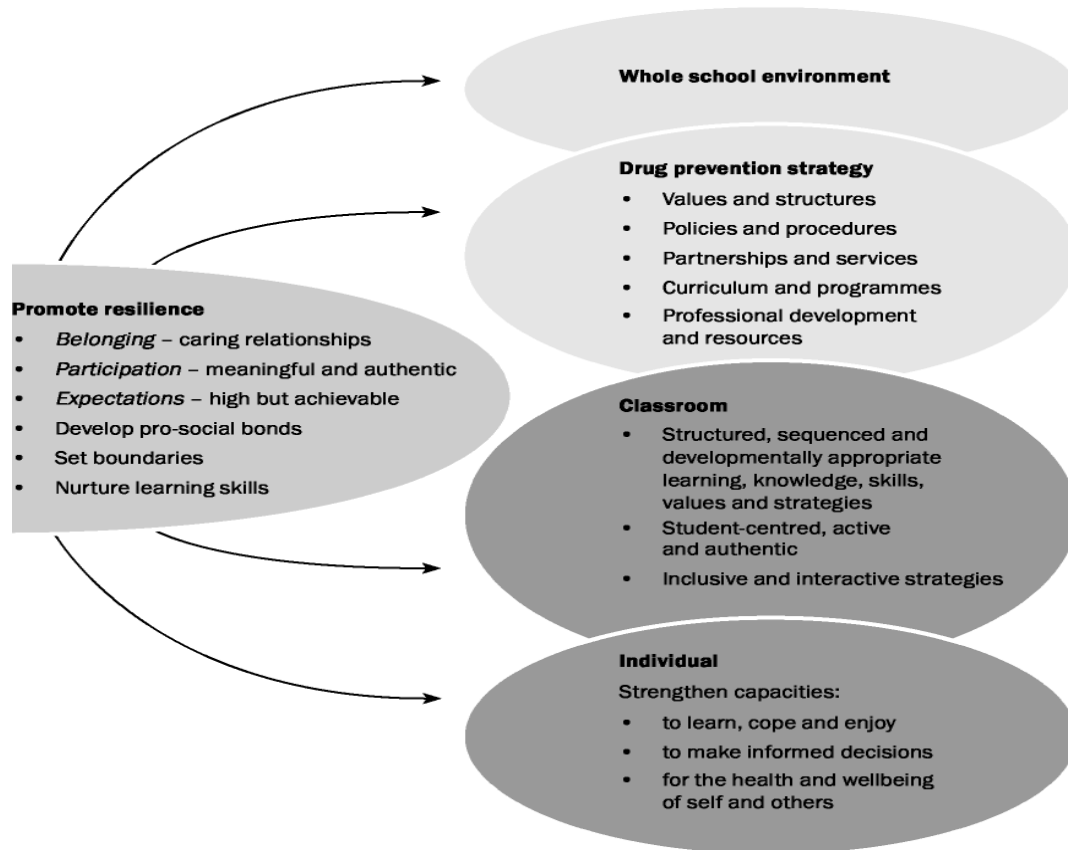 Whole school environment
Drug prevention strategy
• Values and structures
• Policies and procedures
• Partnerships and services
• Curriculum and programmes
• Professional development
and resources
Promote resilience
• Belonging – caring relationships
• Participation – meaningful and authentic
• Expectations – high but achievable
• Develop pro-social bonds
• Set boundaries
• Nurture learning skills
Classroom
• Structured, sequenced and
developmentally appropriate
learning, knowledge, skills,
values and strategies
• Student-centred, active
and authentic
• Inclusive and interactive strategies
Individual
Strengthen capacities:
• to learn, cope and enjoy
• to make informed decisions
• for the health and wellbeing
of self and others